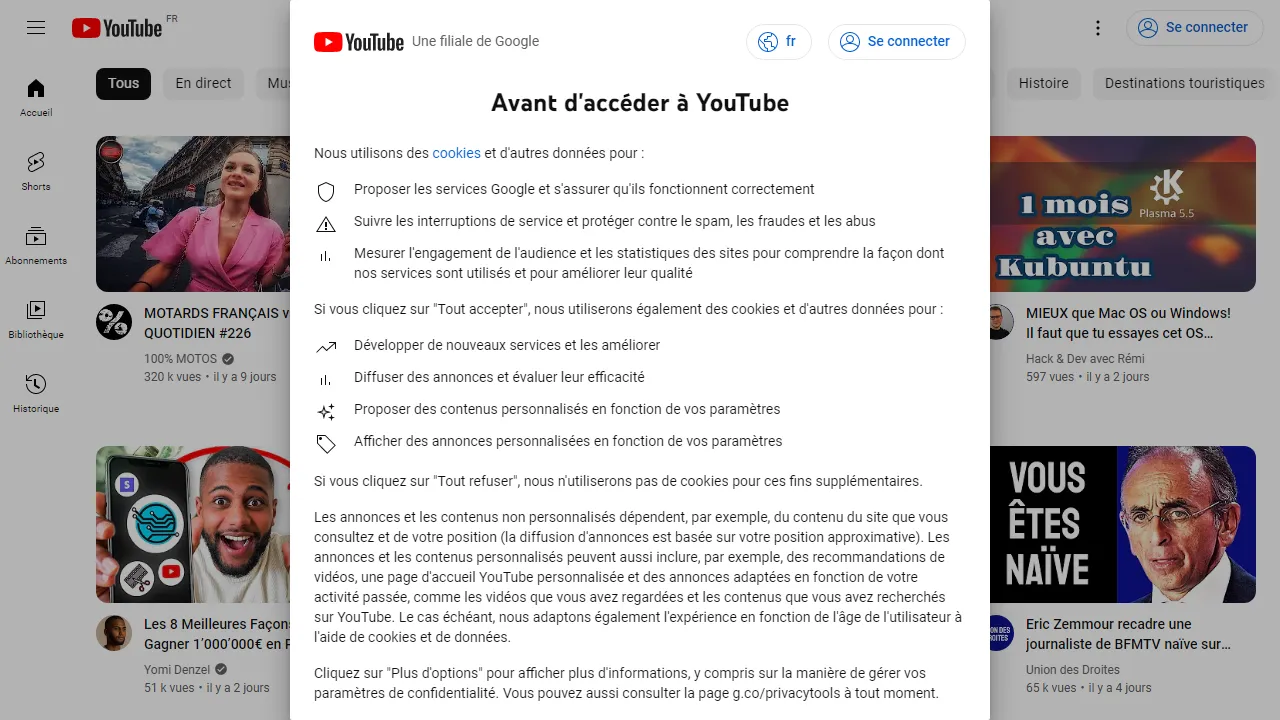 YouTube FR
Se connecter
Tous
En direct
Histoire
Destinations touristiques
Accueil
Shorts
Abonnements
Bibliothèque
Historique
YouTube Une filiale de Google
fr
Se connecter
Avant d'accéder à YouTube
Nous utilisons des cookies et d'autres données pour :
Proposer les services Google et s'assurer qu'ils fonctionnent correctement
Suivre les interruptions de service et protéger contre le spam, les fraudes et les abus
Mesurer l'engagement de l'audience et les statistiques des sites pour comprendre la façon dont
nos services sont utilisés et pour améliorer leur qualité
Si vous cliquez sur "Tout accepter", nous utiliserons également des cookies et d'autres données pour :
Développer de nouveaux services et les améliorer
Diffuser des annonces et évaluer leur efficacité
Proposer des contenus personnalisés en fonction de vos paramètres
Afficher des annonces personnalisées en fonction de vos paramètres
Si vous cliquez sur "Tout refuser", nous n'utiliserons pas de cookies pour ces fins supplémentaires.
Les annonces et les contenus non personnalisés dépendent, par exemple, du contenu du site que vous
consultez et de votre position (la diffusion d'annonces est basée sur votre position approximative). Les
annonces et les contenus personnalisés peuvent aussi inclure, par exemple, des recommandations de
vidéos, une page d'accueil YouTube personnalisée et des annonces adaptées en fonction de votre
activité passée, comme les vidéos que vous avez regardées et les contenus que vous avez recherchés
sur YouTube. Le cas échéant, nous adaptons également l'expérience en fonction de l'âge de l'utilisateur à
l'aide de cookies et de données.
Cliquez sur "Plus d'options" pour afficher plus d'informations, y compris sur la manière de gérer vos
paramètres de confidentialité. Vous pouvez aussi consulter la page g.co/privacytools à tout moment.
MOTARDS FRANÇAIS
QUOTIDIEN #226
100% MOTOS
320 k vues • il y a 9 jours
Les 8 Meilleures Façons
Gagner 1'000'000€ en
Yomi Denzel
51 k vues • il y a 2 jours
1 mois
avec
Kubuntu
K
Plasma 5.5
MIEUX que Mac OS ou Windows!
Il faut que tu essayes cet OS...
Hack & Dev avec Rémi
597 vues • il y a 2 jours
VOUS
ÊTES
NAÏVE
Eric Zemmour recadre une
journaliste de BFMTV naïve sur...
Union des Droites
65 k vues • il y a 4 jours